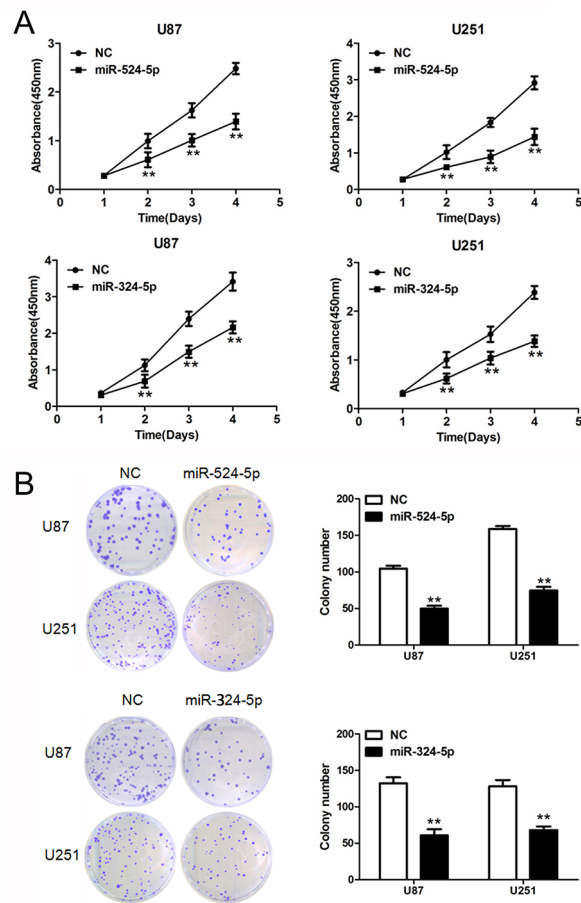 A
U87
NC
miR-524-5p
Absorbance(450nm)
3
2
1
0
**
**
**
0 1 2 3 4 5
Time(Days)
U251
NC
miR-524-5p
Absorbance(450nm)
4
3
2
1
0
**
**
**
0 1 2 3 4 5
Time(Days)
U87
NC
miR-324-5p
Absorbance(450nm)
4
3
2
1
0
**
**
**
0 1 2 3 4 5
Time(Days)
U251
NC
miR-324-5p
Absorbance(450nm)
3
2
1
0
**
**
**
0 1 2 3 4 5
Time(Days)
B
NC miR-524-5p
U87
U251
NC
miR-524-5p
Colony number
200
150
100
50
0
**
**
U87 U251
NC miR-324-5p
U87
U251
NC
miR-324-5p
Colony number
200
150
100
50
0
**
**
U87 U251